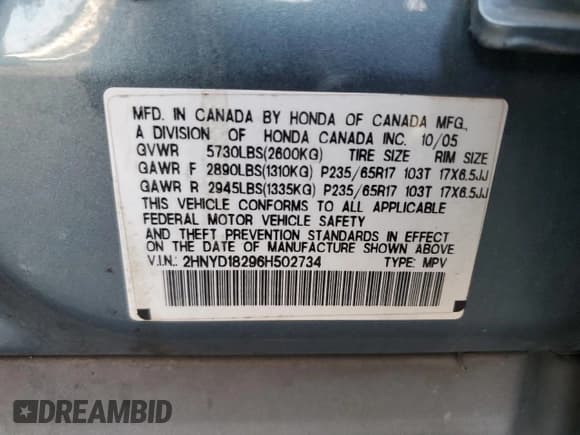 MFD. IN CANADA BY HONDA OF CANADA MFG.,
A DIVISION OF HONDA CANADA INC. 10/05
GVWR 5730LBS(2600KG) TIRE SIZE RIM SIZE
GAWR F 2890LBS(1310KG) P235/65R17 103T 17X6.5JJ
GAWR R 2945LBS(1335KG) P235/65R17 103T 17X6.5JJ
THIS VEHICLE CONFORMS TO ALL APPLICABLE
FEDERAL MOTOR VEHICLE SAFETY
AND THEFT PREVENTION STANDARDS IN EFFECT
ON THE DATE OF MANUFACTURE SHOWN ABOVE.
V.I.N.: 2HNYD18296H502734 TYPE: MPV
DREAMBID